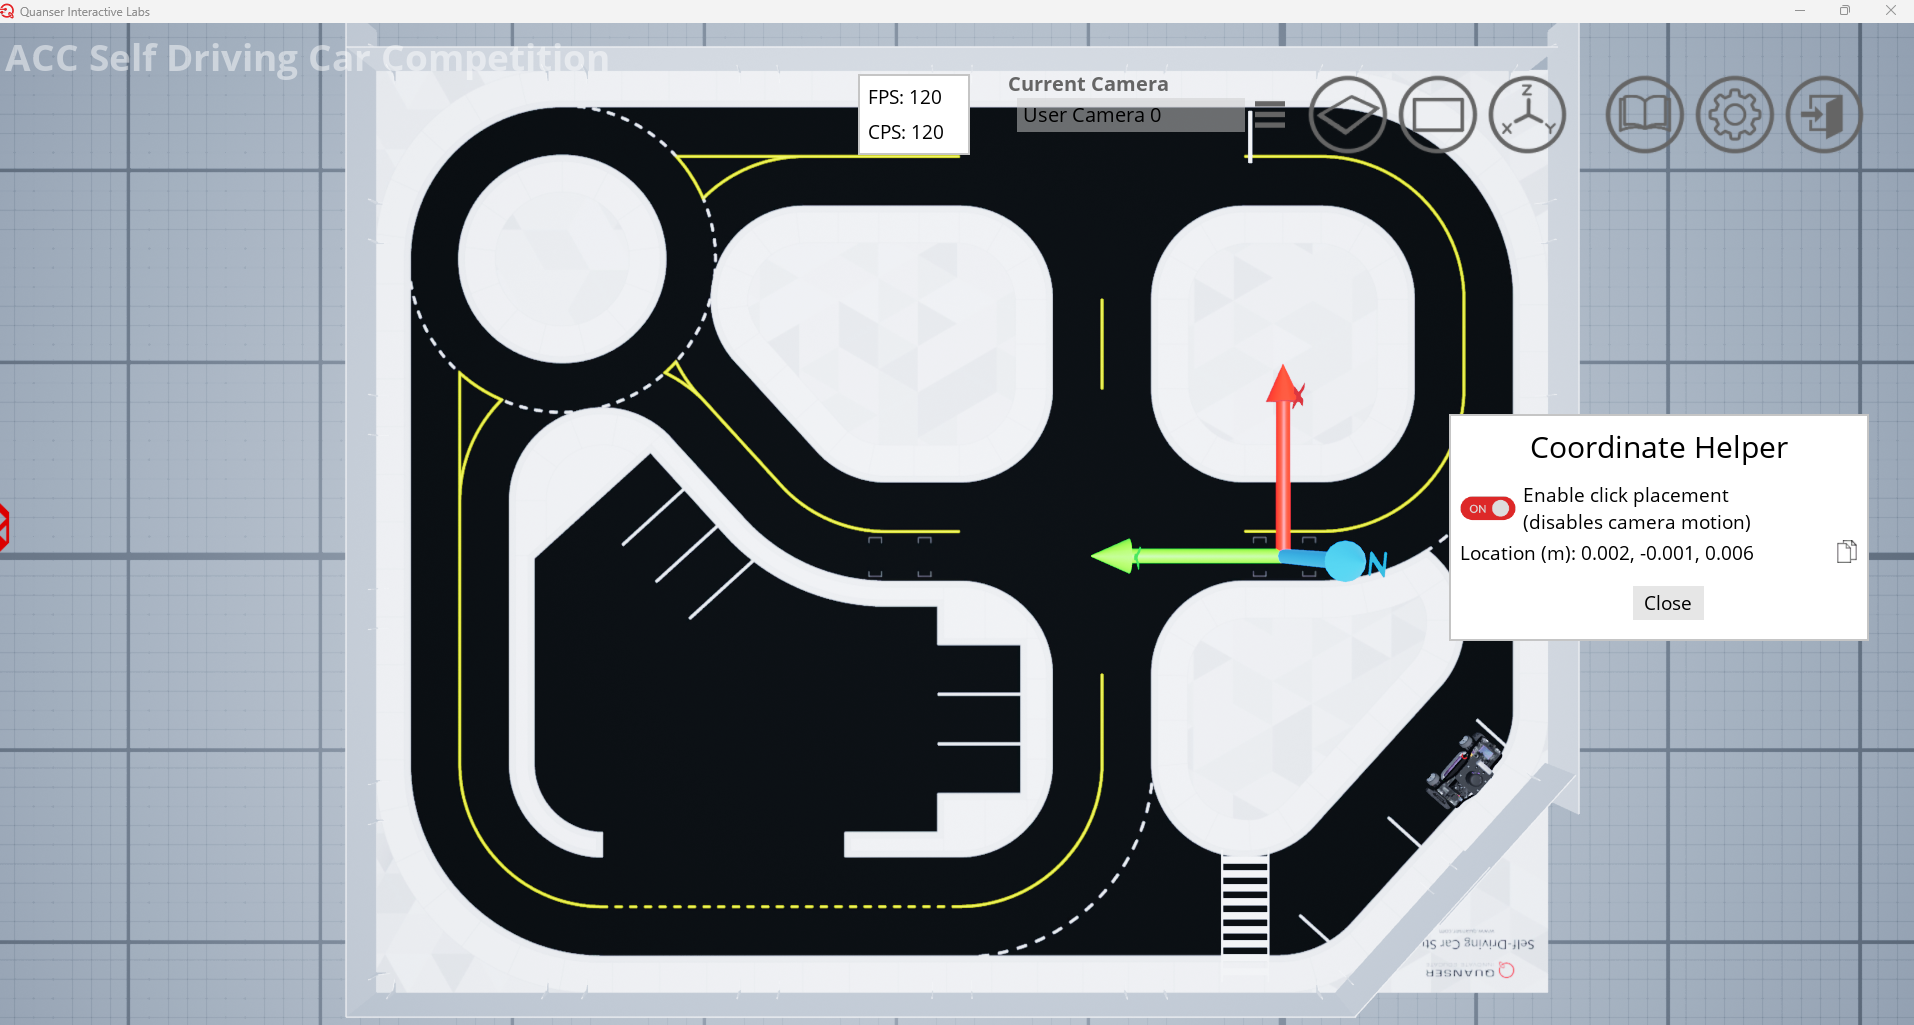 Quanser Interactive Labs
ACC Self Driving Car Competition
FPS: 120
CPS: 120
Current Camera
User Camera 0
Z
X Y
X
N
Coordinate Helper
ON
Enable click placement
(disables camera motion)
Location (m): 0.002, -0.001, 0.006
Close
Self-Driving Car St
QUANSER